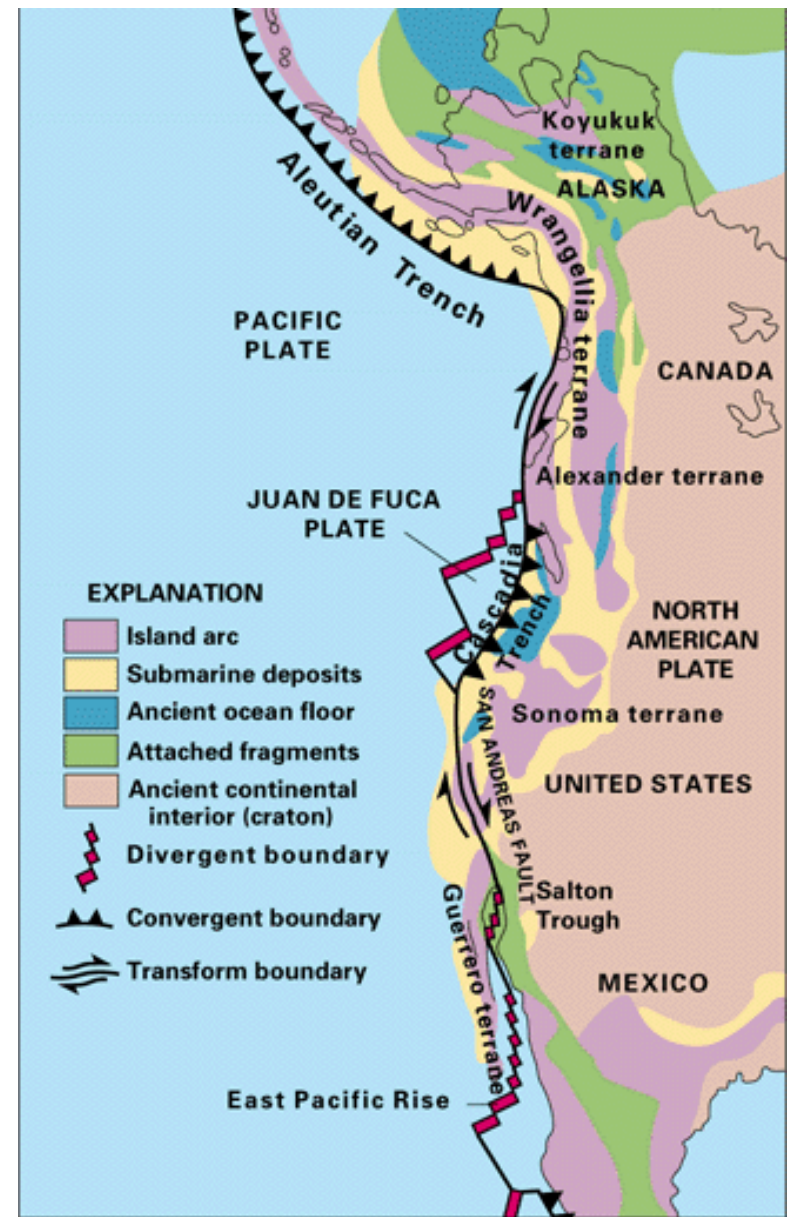 Koyukuk
terrane
ALASKA
Wrangellia terrane
Aleutian Trench
PACIFIC
PLATE
CANADA
Alexander terrane
JUAN DE FUCA
PLATE
Cascadia
Trench
EXPLANATION
Island arc
Submarine deposits
Ancient ocean floor
Attached fragments
Ancient continental
interior (craton)
Divergent boundary
Convergent boundary
Transform boundary
NORTH
AMERICAN
PLATE
Sonoma terrane
SAN ANDREAS FAULT
UNITED STATES
Salton
Trough
Guerrero terrane
MEXICO
East Pacific Rise